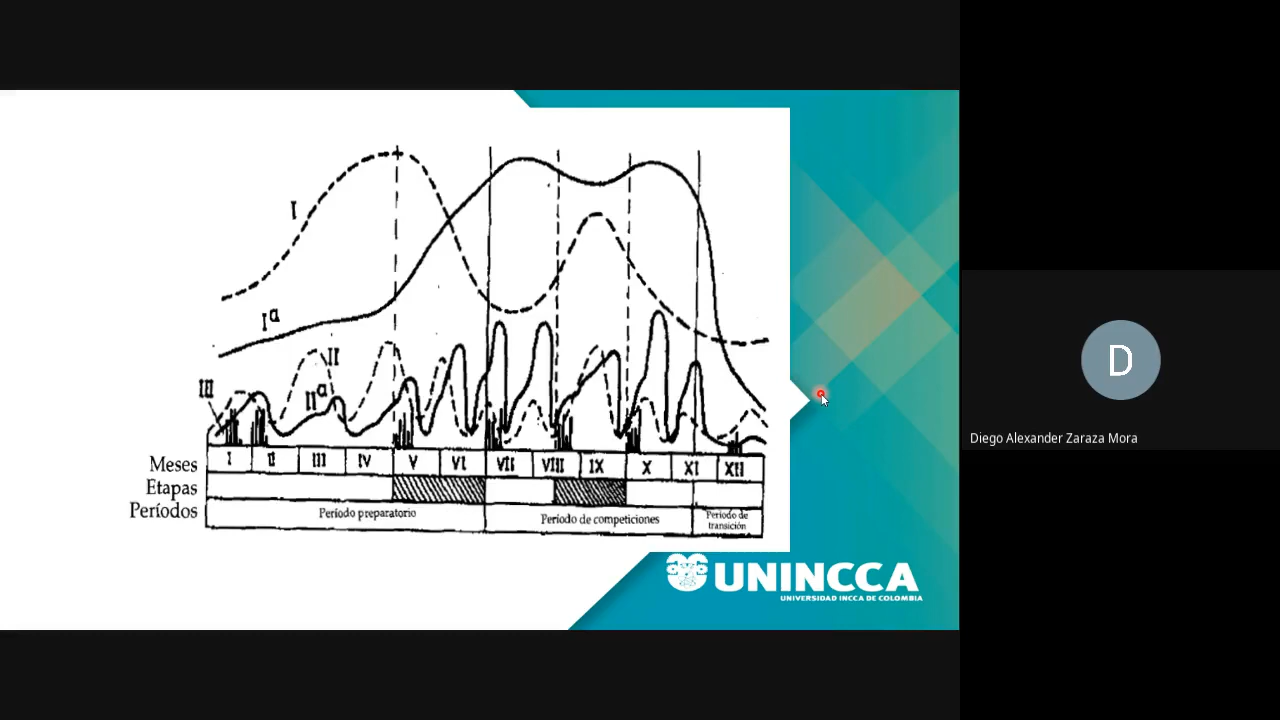 I
Iª
II
IIª
III
Meses I II III IV V VI VII VIII IX X XI XII
Etapas
Períodos Período preparatorio Período de competiciones Período de transición
UNINCCA
UNIVERSIDAD INCCA DE COLOMBIA
D
Diego Alexander Zaraza Mora